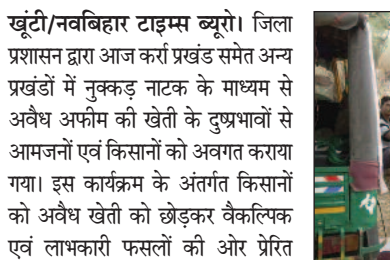 खूंटी/नवबिहार टाइम्स ब्यूरो। जिला
प्रशासन द्वारा आज कर्रा प्रखंड समेत अन्य
प्रखंडों में नुक्कड़ नाटक के माध्यम से
अवैध अफीम की खेती के दुष्प्रभावों से
आमजनों एवं किसानों को अवगत कराया
गया। इस कार्यक्रम के अंतर्गत किसानों
को अवैध खेती को छोड़कर वैकल्पिक
एवं लाभकारी फसलों की ओर प्रेरित